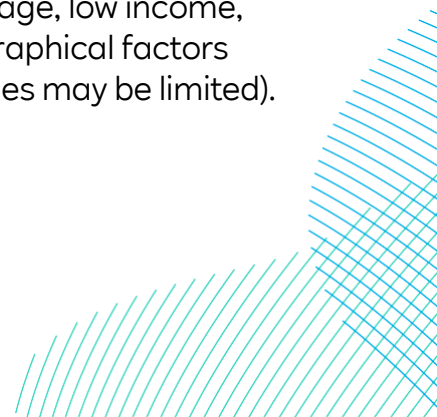 age, low income,
raphical factors
es may be limited).